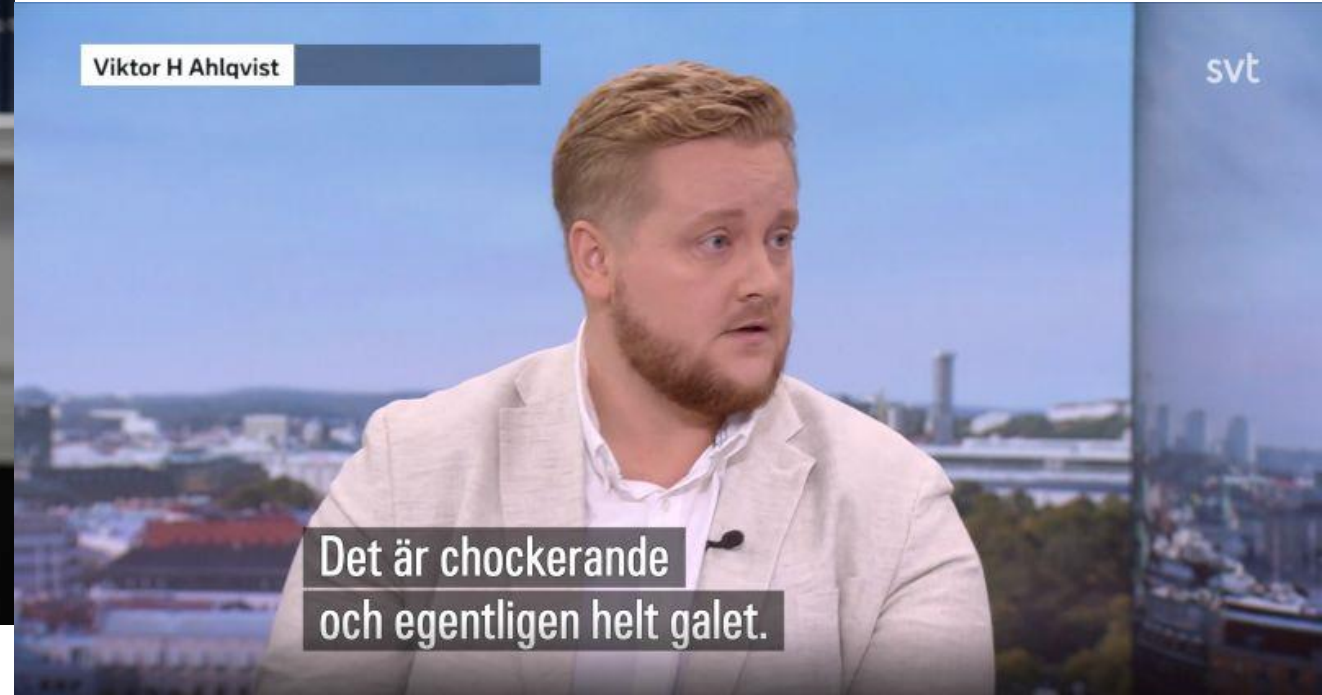 Viktor H Ahlqvist
svt
Det är chockerande
och egentligen helt galet.